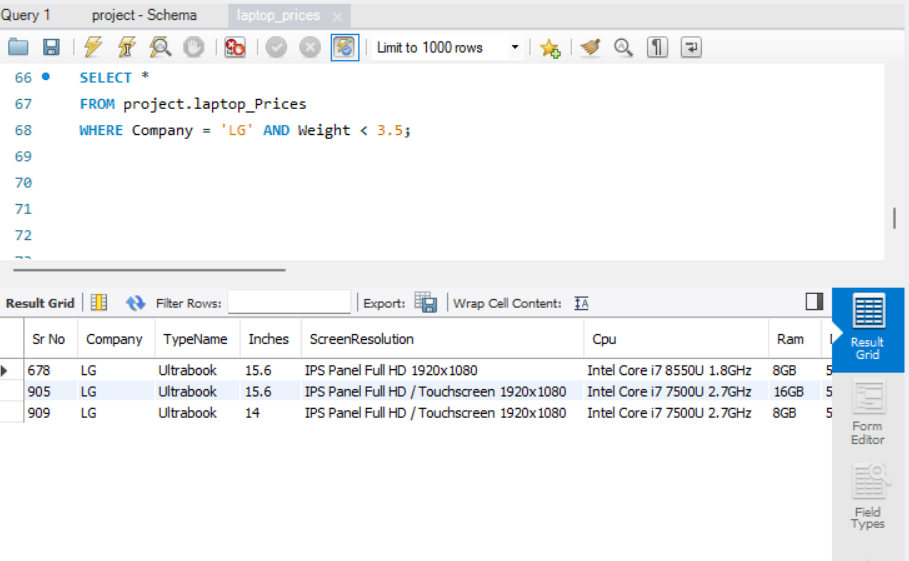 Query 1 project - Schema laptop_prices
Limit to 1000 rows
66 SELECT *
67 FROM project.laptop_Prices
68 WHERE Company = 'LG' AND Weight < 3.5;
69
70
71
72
Result Grid Filter Rows: Export: Wrap Cell Content: IA
Sr No Company TypeName Inches ScreenResolution Cpu Ram
678 LG Ultrabook 15.6 IPS Panel Full HD 1920x1080 Intel Core i7 8550U 1.8GHz 8GB 5
905 LG Ultrabook 15.6 IPS Panel Full HD / Touchscreen 1920x1080 Intel Core i7 7500U 2.7GHz 16GB 5
909 LG Ultrabook 14 IPS Panel Full HD / Touchscreen 1920x1080 Intel Core i7 7500U 2.7GHz 8GB 5
Result
Grid
Form
Editor
Field
Types